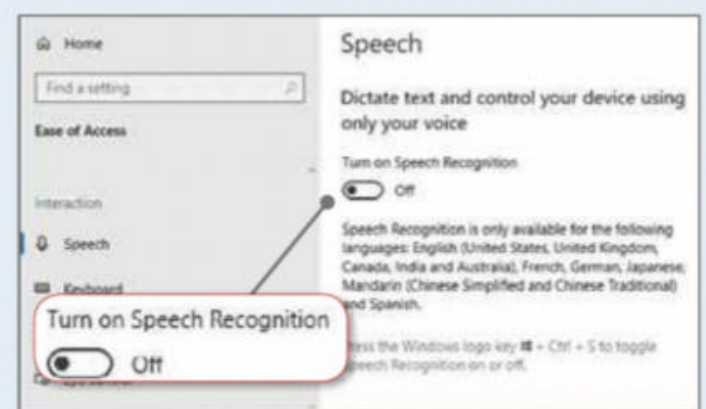 Home
Find a setting
Ease of Access
Interaction
Speech
Keyboard
Turn on Speech Recognition
Off
Speech
Dictate text and control your device using
only your voice
Turn on Speech Recognition
Off
Speech Recognition is only available for the following
languages: English (United States, United Kingdom,
Canada, India and Australia), French, German, Japanese,
Mandarin (Chinese Simplified and Chinese Traditional)
and Spanish.
Press the Windows logo key + Ctrl + S to toggle
Speech Recognition on or off.